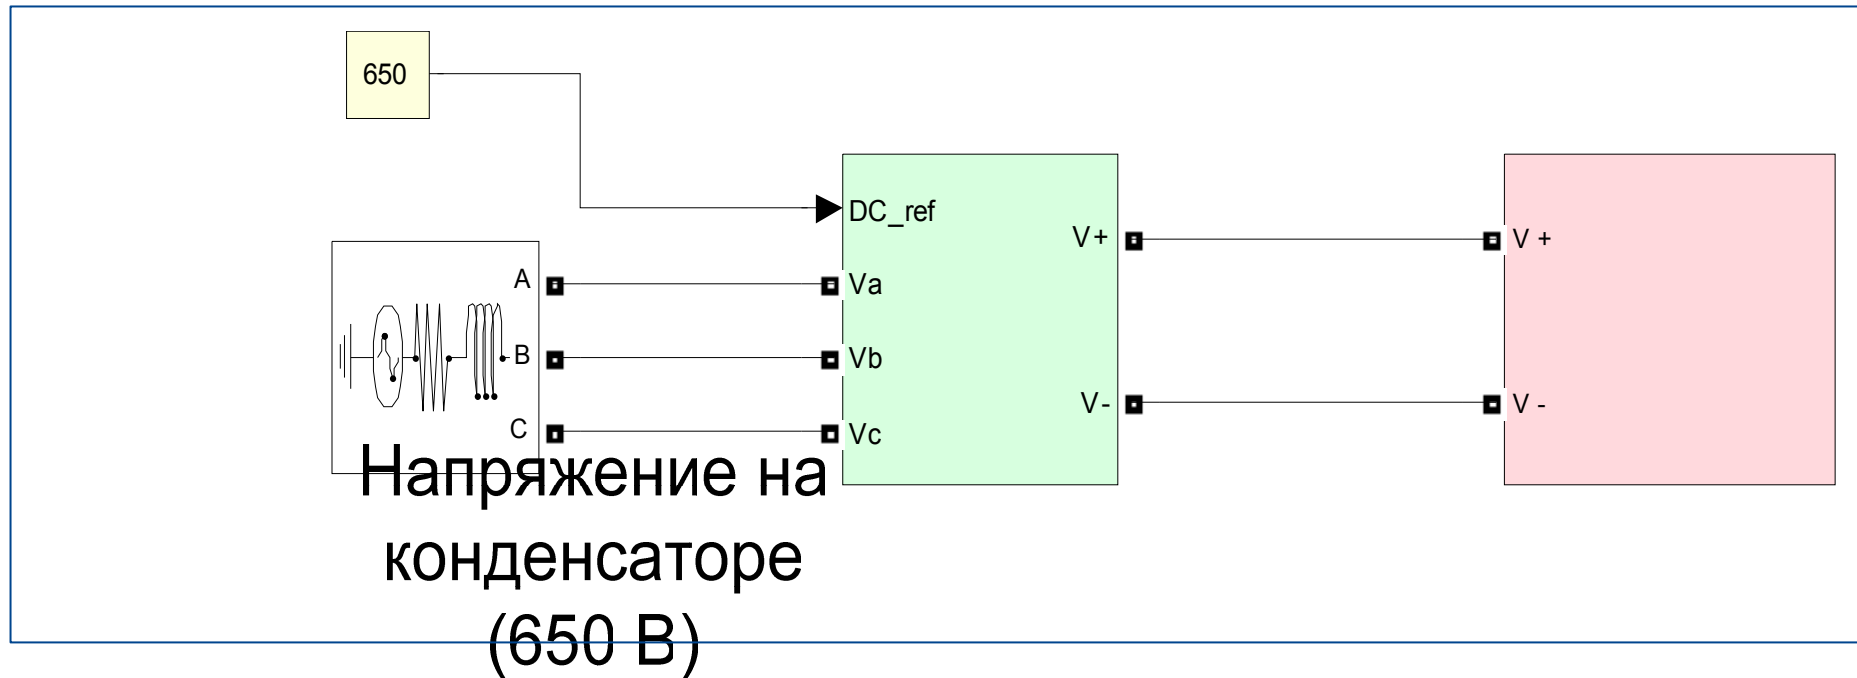 650
DC_ref
V+
V +
A
Va
B
Vb
V-
V -
C
Vc
Напряжение на
конденсаторе
(650 В)